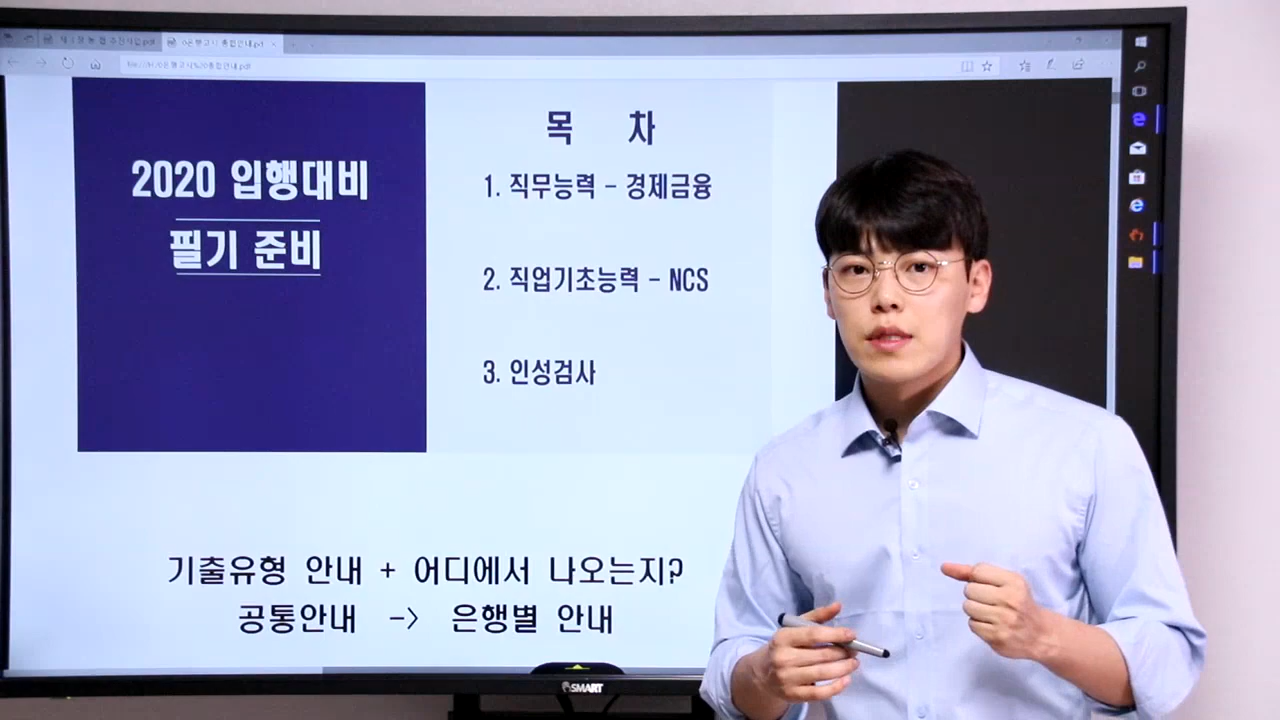 2020 입행대비
필기 준비
목 차
1. 직무능력 - 경제금융
2. 직업기초능력 - NCS
3. 인성검사
기출유형 안내 + 어디에서 나오는지?
공통안내 -> 은행별 안내
SMART